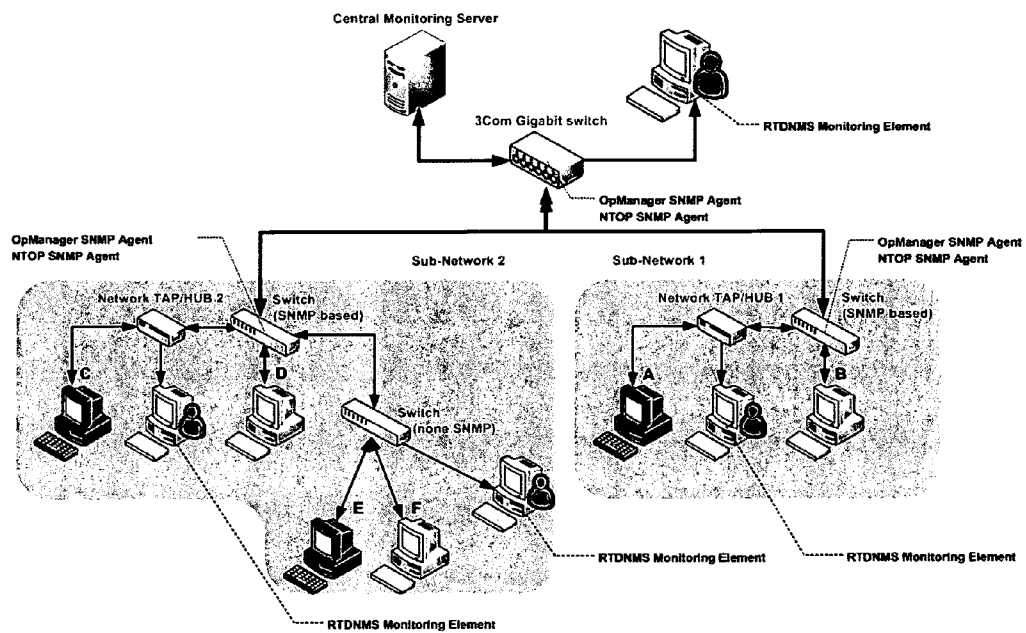 Central Monitoring Server
3Com Gigabit switch
RTDNMS Monitoring Element
OpManager SNMP Agent
NTOP SNMP Agent
OpManager SNMP Agent
NTOP SNMP Agent
Sub-Network 2
Sub-Network 1
OpManager SNMP Agent
NTOP SNMP Agent
Network TAP/HUB 2
Switch
(SNMP based)
Network TAP/HUB 1
Switch
(SNMP based)
C
D
A
B
Switch
(none SNMP)
E
F
RTDNMS Monitoring Element
RTDNMS Monitoring Element
RTDNMS Monitoring Element